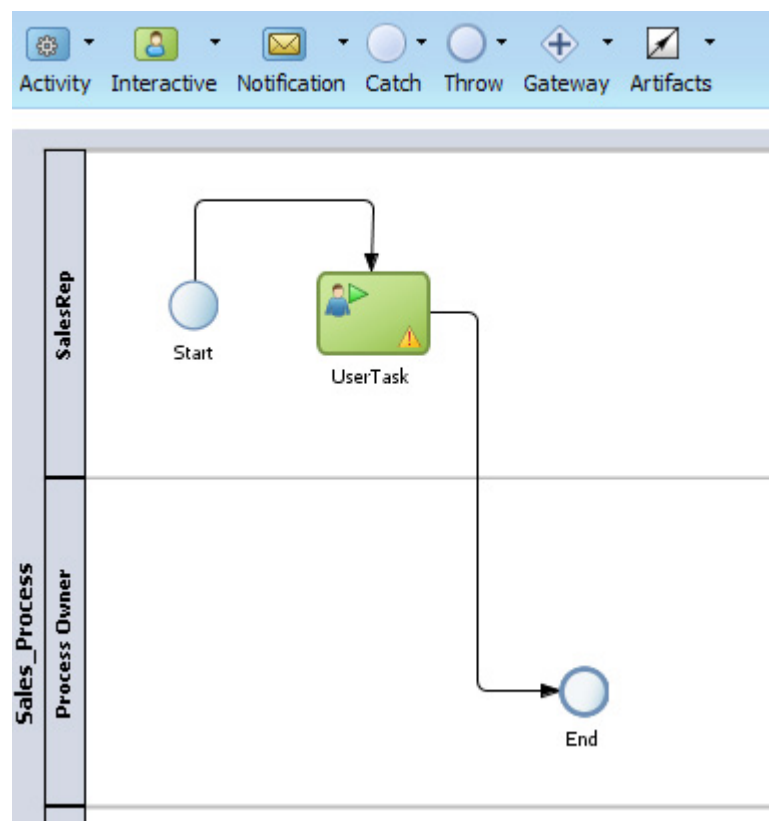 Activity Interactive Notification Catch Throw Gateway Artifacts
Sales_Process
SalesRep
Start
UserTask
Process Owner
End